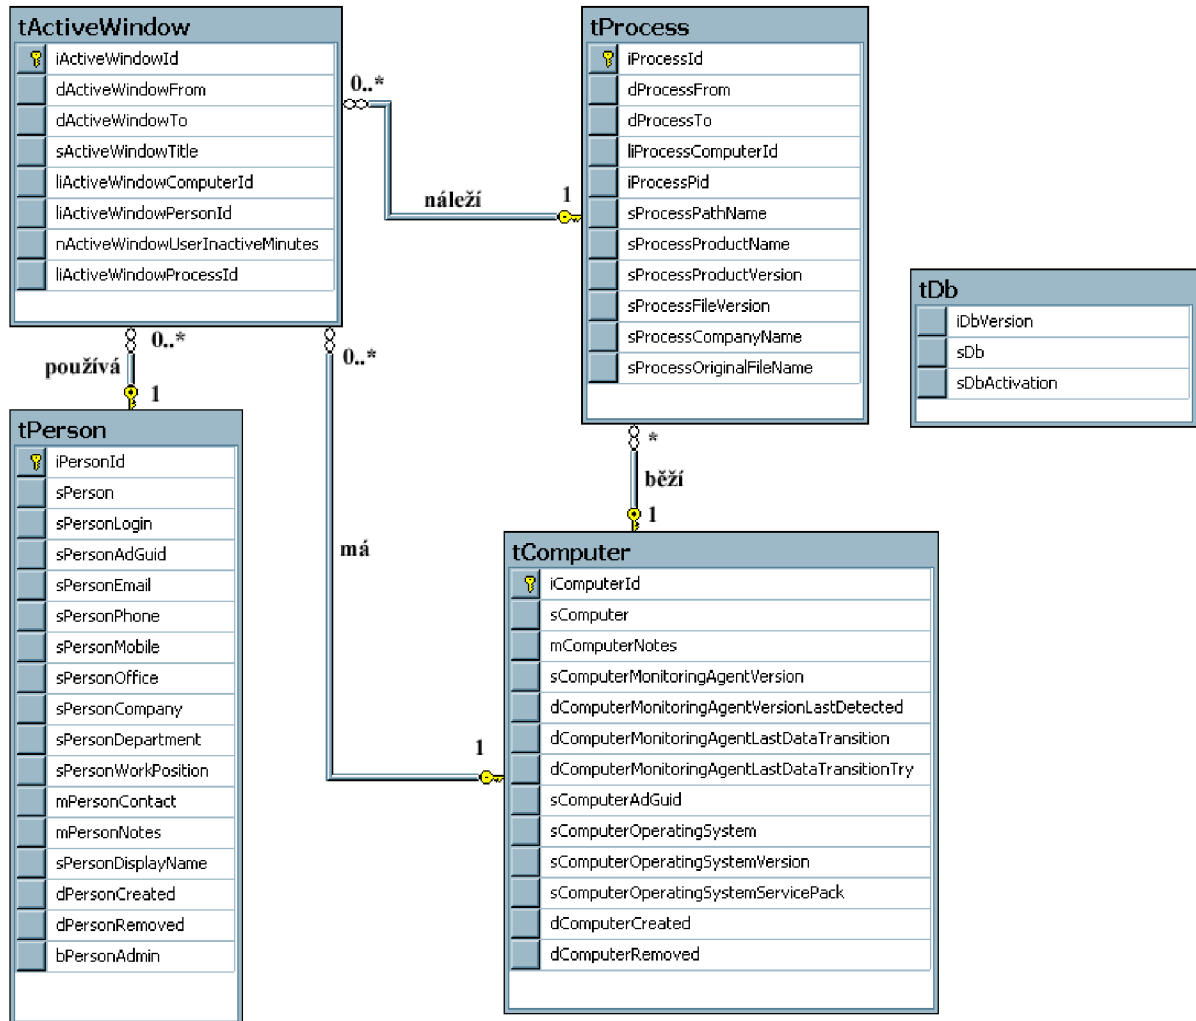 tActiveWindow
iActiveWindowId
dActiveWindowFrom
dActiveWindowTo
sActiveWindowTitle
liActiveWindowComputerId
liActiveWindowPersonId
nActiveWindowUserInactiveMinutes
liActiveWindowProcessId
0..*
náleží
1
tProcess
iProcessId
dProcessFrom
dProcessTo
liProcessComputerId
iProcessPid
sProcessPathName
sProcessProductName
sProcessProductVersion
sProcessFileVersion
sProcessCompanyName
sProcessOriginalFileName
tDb
iDbVersion
sDb
sDbActivation
0..*
používá
1
0..*
má
1
*
běží
1
tPerson
iPersonId
sPerson
sPersonLogin
sPersonAdGuid
sPersonEmail
sPersonPhone
sPersonMobile
sPersonOffice
sPersonCompany
sPersonDepartment
sPersonWorkPosition
mPersonContact
mPersonNotes
sPersonDisplayName
dPersonCreated
dPersonRemoved
bPersonAdmin
tComputer
iComputerId
sComputer
mComputerNotes
sComputerMonitoringAgentVersion
dComputerMonitoringAgentVersionLastDetected
dComputerMonitoringAgentLastDataTransition
dComputerMonitoringAgentLastDataTransitionTry
sComputerAdGuid
sComputerOperatingSystem
sComputerOperatingSystemVersion
sComputerOperatingSystemServicePack
dComputerCreated
dComputerRemoved